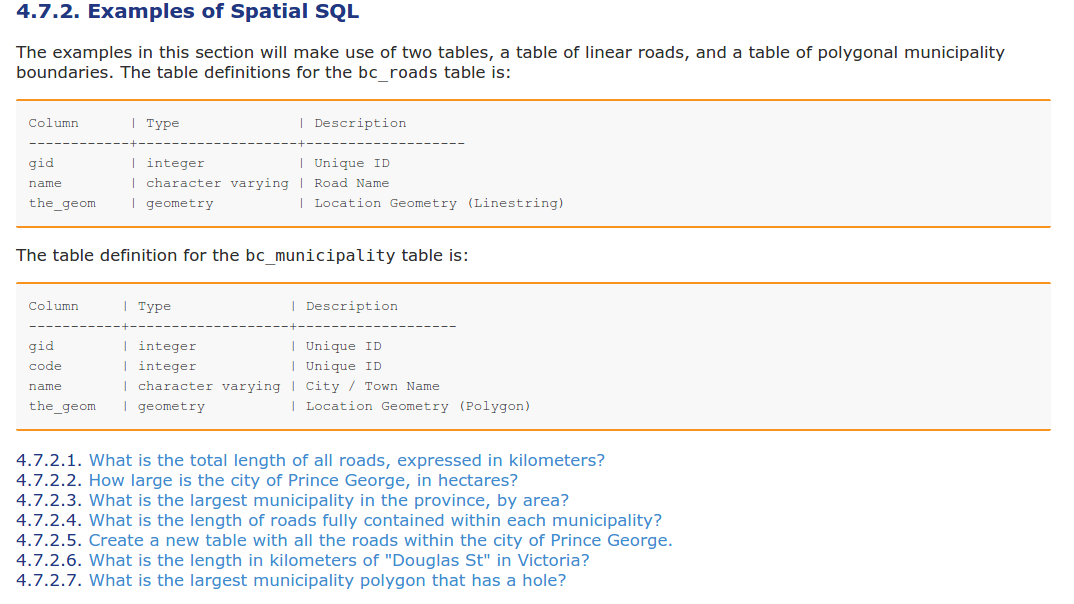 4.7.2. Examples of Spatial SQL
The examples in this section will make use of two tables, a table of linear roads, and a table of polygonal municipality
boundaries. The table definitions for the bc_roads table is:
Column      | Type              | Description
------------+-------------------+-------------------
gid         | integer           | Unique ID
name        | character varying | Road Name
the_geom    | geometry          | Location Geometry (Linestring)
The table definition for the bc_municipality table is:
Column     | Type              | Description
-----------+-------------------+-------------------
gid        | integer           | Unique ID
code       | integer           | Unique ID
name       | character varying | City / Town Name
the_geom   | geometry          | Location Geometry (Polygon)
4.7.2.1. What is the total length of all roads, expressed in kilometers?
4.7.2.2. How large is the city of Prince George, in hectares?
4.7.2.3. What is the largest municipality in the province, by area?
4.7.2.4. What is the length of roads fully contained within each municipality?
4.7.2.5. Create a new table with all the roads within the city of Prince George.
4.7.2.6. What is the length in kilometers of "Douglas St" in Victoria?
4.7.2.7. What is the largest municipality polygon that has a hole?